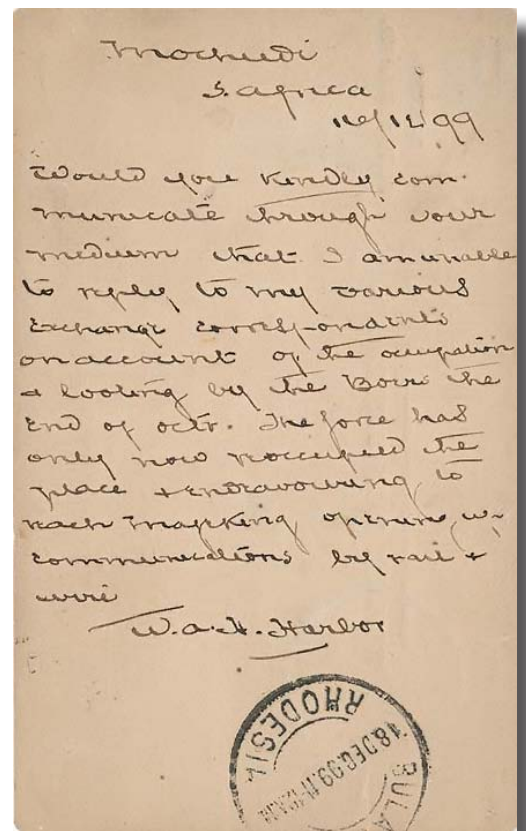 Mochudi
S. Africa
16/12/99
Would you kindly com-
municate through your
medium that I am unable
to reply to my various
Exchange correspondents
on account of the occupation
& looting by the Boers the
End of Octr. The force has
only now reoccupied the
place & endeavouring to
reach Mafeking opening up
communications by rail &
wire
W.A.H. Harbor
RHODESIA
18 DEC 99
BULA